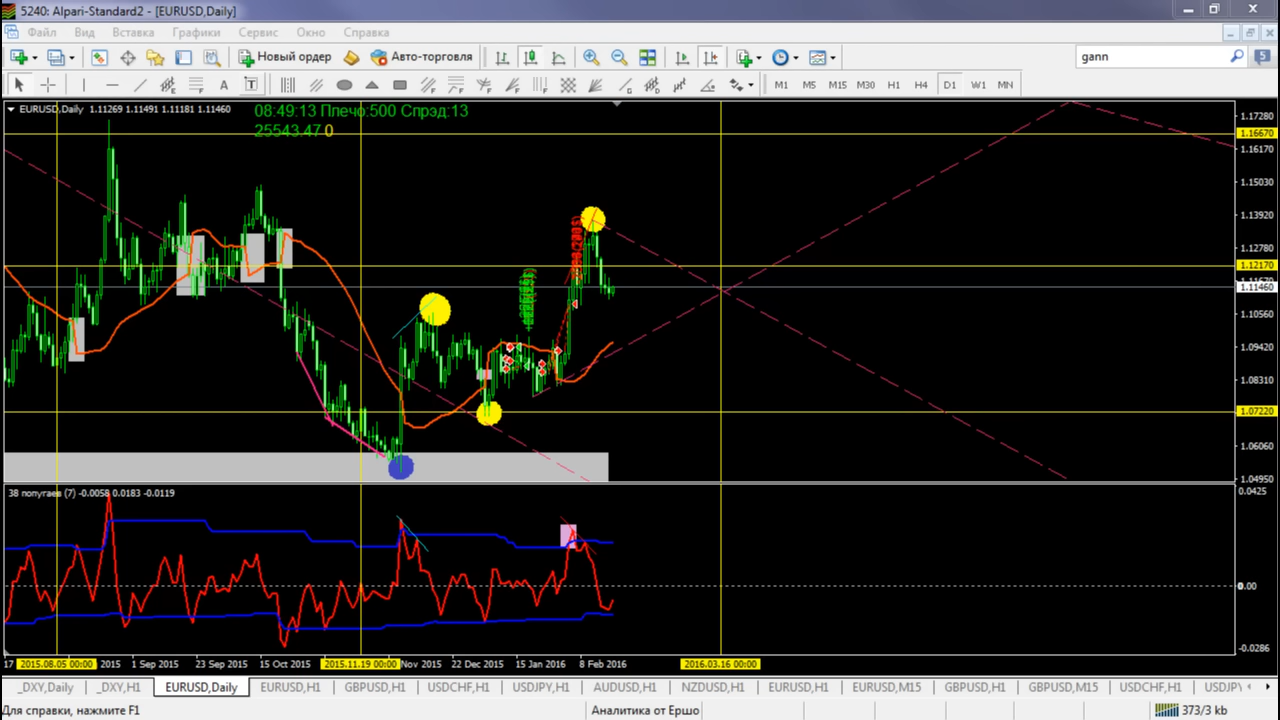 5240: Alpari-Standard2 - [EURUSD,Daily]
Файл Вид Вставка Графики Сервис Окно Справка
Новый ордер Авто-торговля gann 5
A T M1 M5 M15 M30 H1 H4 D1 W1 MN
EURUSD,Daily 1.11269 1.11491 1.11181 1.11460
08:49:13 Плечо:500 Спрэд:13
25543.470
1.17280
1.16670
1.16170
1.15030
1.13920
1.12780
1.12170
1.11460
1.10560
1.09420
1.08310
1.07220
1.06060
1.04950
38 попугаев (7) -0.0058 0.0183 -0.0119
0.0425
0.00
-0.0286
17 2015.08.05 00:00 2015 1 Sep 2015 23 Sep 2015 15 Oct 2015 2015.11.19 00:00 Nov 2015 22 Dec 2015 15 Jan 2016 8 Feb 2016 2016.03.16 00:00
_DXY,Daily _DXY,H1 EURUSD,Daily EURUSD,H1 GBPUSD,H1 USDCHF,H1 USDJPY,H1 AUDUSD,H1 NZDUSD,H1 EURUSD,H1 EURUSD,M15 GBPUSD,H1 GBPUSD,M15 USDCHF,H1 USDJPY
Для справки, нажмите F1 Аналитика от Ершо 373/3 kb